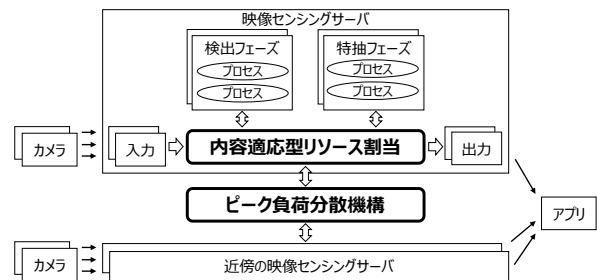 映像センシングサーバ
検出フェーズ
プロセス
プロセス
特抽フェーズ
プロセス
プロセス
カメラ
入力
内容適応型リソース割当
出力
ピーク負荷分散機構
アプリ
カメラ
近傍の映像センシングサーバ